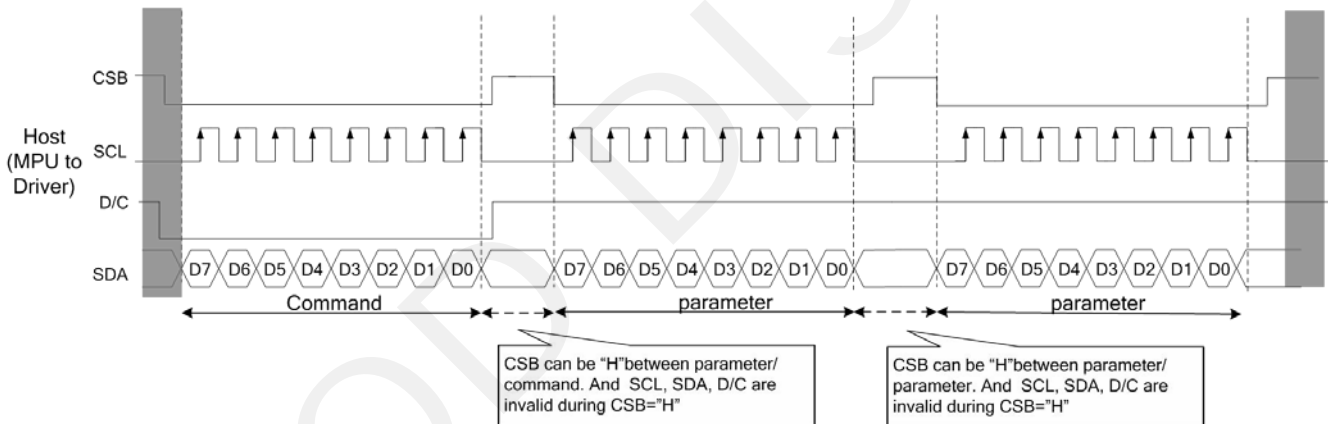 CSB
Host
(MPU to
Driver)
SCL
D/C
SDA
D7 D6 D5 D4 D3 D2 D1 D0
D7 D6 D5 D4 D3 D2 D1 D0
D7 D6 D5 D4 D3 D2 D1 D0
Command
parameter
parameter
CSB can be “H”between parameter/
command. And SCL, SDA, D/C are
invalid during CSB=”H”
CSB can be “H”between parameter/
parameter. And SCL, SDA, D/C are
invalid during CSB=”H”